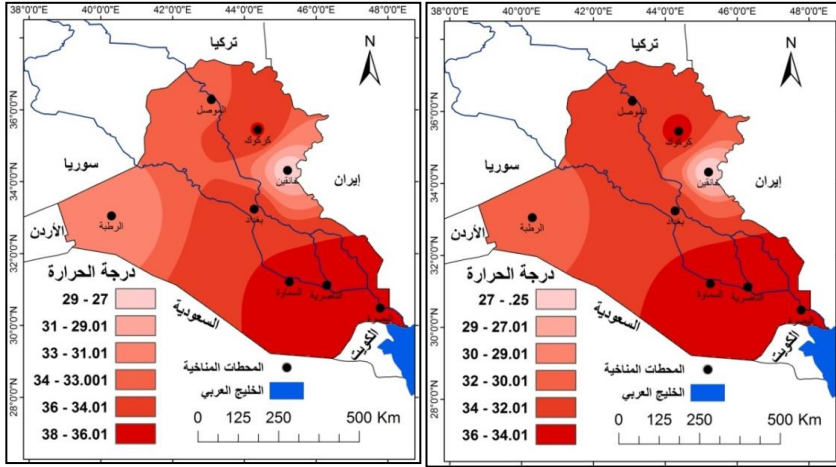 38°0'0"E 40°0'0"E 42°0'0"E 44°0'0"E 46°0'0"E 48°0'0"E
36°0'0"N
34°0'0"N
32°0'0"N
30°0'0"N
28°0'0"N
N
تركيا
سوريا
إيران
الأردن
السعودية
الكويت
الموصل
كركوك
خانقين
بغداد
الرطبة
السماوة
الناصرية
درجة الحرارة
29 - 27
31 - 29.01
33 - 31.01
34 - 33.001
36 - 34.01
38 - 36.01
المحطات المناخية
الخليج العربي
0 125 250 500 Km
38°0'0"E 40°0'0"E 42°0'0"E 44°0'0"E 46°0'0"E 48°0'0"E
36°0'0"N
34°0'0"N
32°0'0"N
30°0'0"N
28°0'0"N
N
تركيا
سوريا
إيران
الأردن
السعودية
الكويت
الموصل
كركوك
خانقين
بغداد
الرطبة
السماوة
الناصرية
درجة الحرارة
27 - .25
29 - 27.01
30 - 29.01
32 - 30.01
34 - 32.01
36 - 34.01
المحطات المناخية
الخليج العربي
0 125 250 500 Km